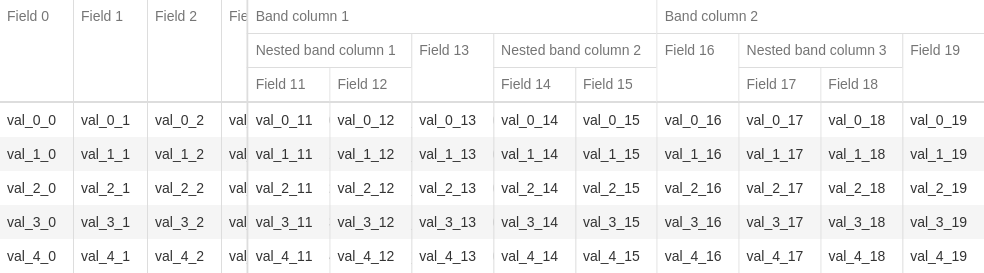 Field 0 Field 1 Field 2 Fie Band column 1 Band column 2
Nested band column 1 Field 13 Nested band column 2 Field 16 Nested band column 3 Field 19
Field 11 Field 12 Field 14 Field 15 Field 17 Field 18
val_0_0 val_0_1 val_0_2 val val_0_11 val_0_12 val_0_13 val_0_14 val_0_15 val_0_16 val_0_17 val_0_18 val_0_19
val_1_0 val_1_1 val_1_2 val val_1_11 val_1_12 val_1_13 val_1_14 val_1_15 val_1_16 val_1_17 val_1_18 val_1_19
val_2_0 val_2_1 val_2_2 val val_2_11 val_2_12 val_2_13 val_2_14 val_2_15 val_2_16 val_2_17 val_2_18 val_2_19
val_3_0 val_3_1 val_3_2 val val_3_11 val_3_12 val_3_13 val_3_14 val_3_15 val_3_16 val_3_17 val_3_18 val_3_19
val_4_0 val_4_1 val_4_2 val val_4_11 val_4_12 val_4_13 val_4_14 val_4_15 val_4_16 val_4_17 val_4_18 val_4_19